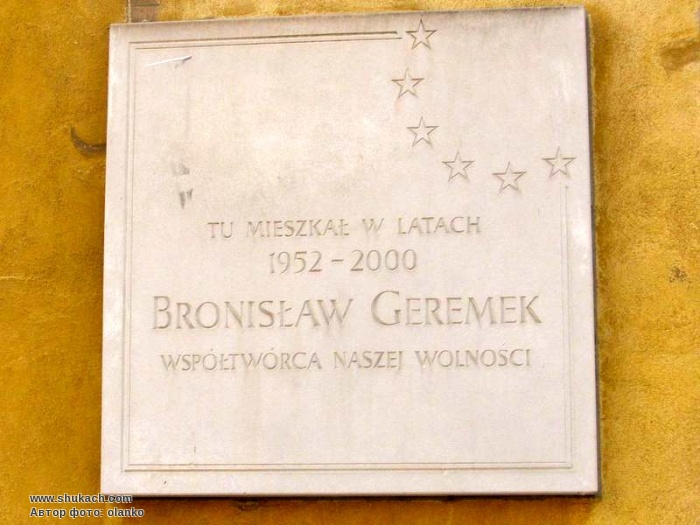 TU MIESZKAŁ W LATACH
1952 – 2000
BRONISŁAW GEREMEK
WSPÓŁTWÓRCA NASZEJ WOLNOŚCI
www.shukach.com
Автор фото: olanko